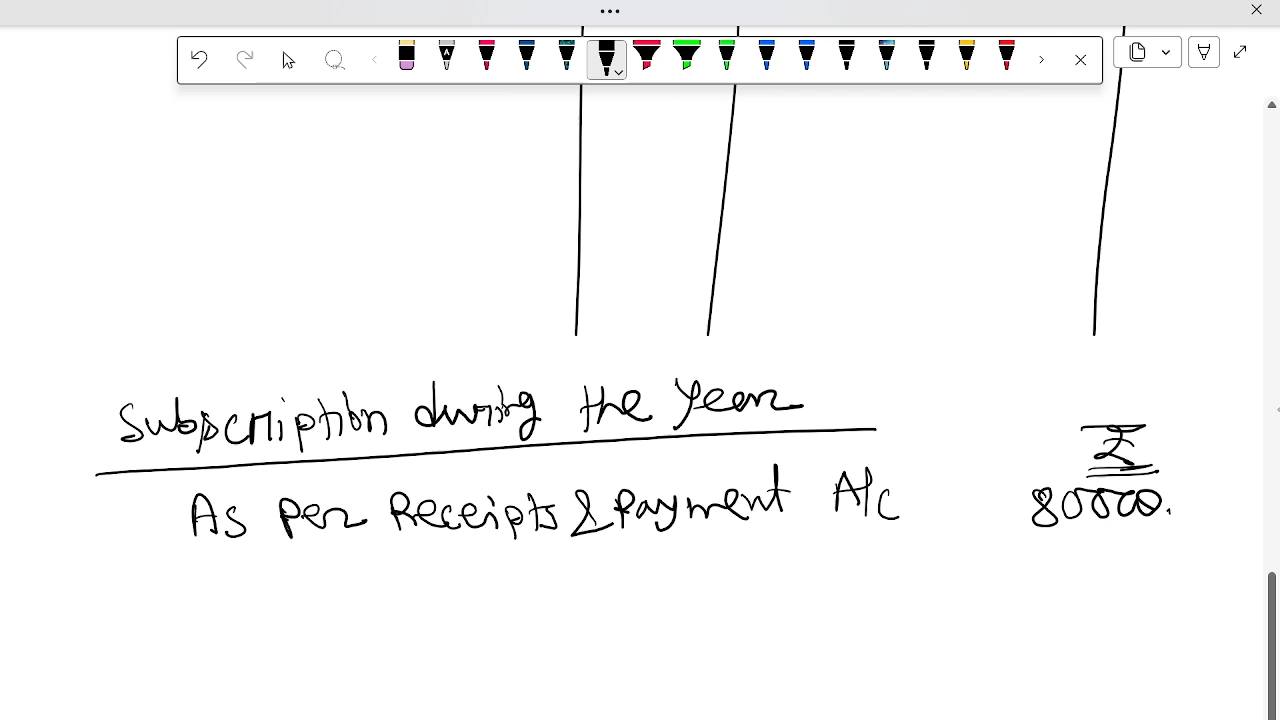 Subscription during the Year
₹
As Per Receipts & Payment A/c 80000.